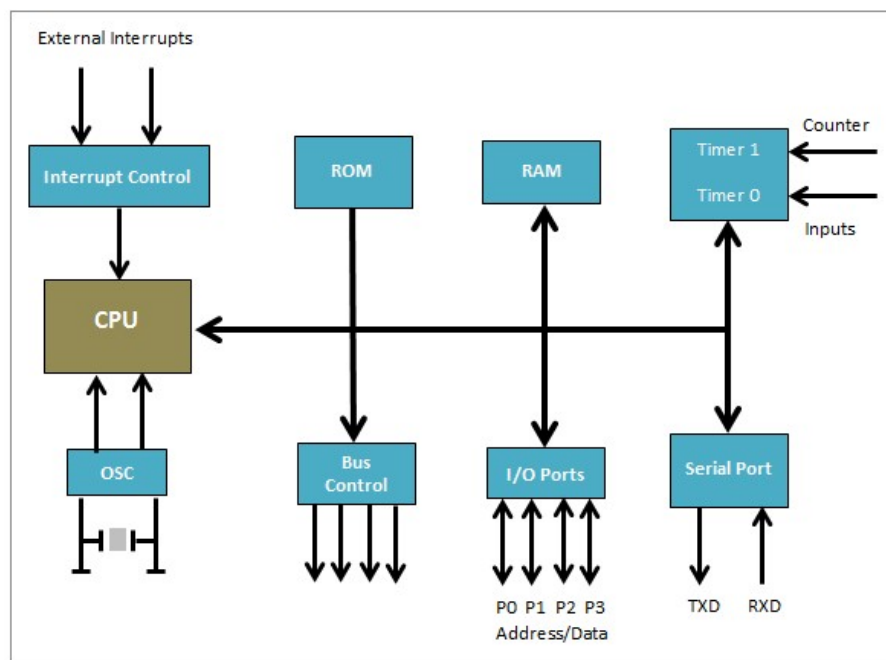 External Interrupts
Interrupt Control
ROM
RAM
Timer 1
Timer 0
Counter
Inputs
CPU
OSC
Bus
Control
I/O Ports
Serial Port
P0 P1 P2 P3
Address/Data
TXD RXD